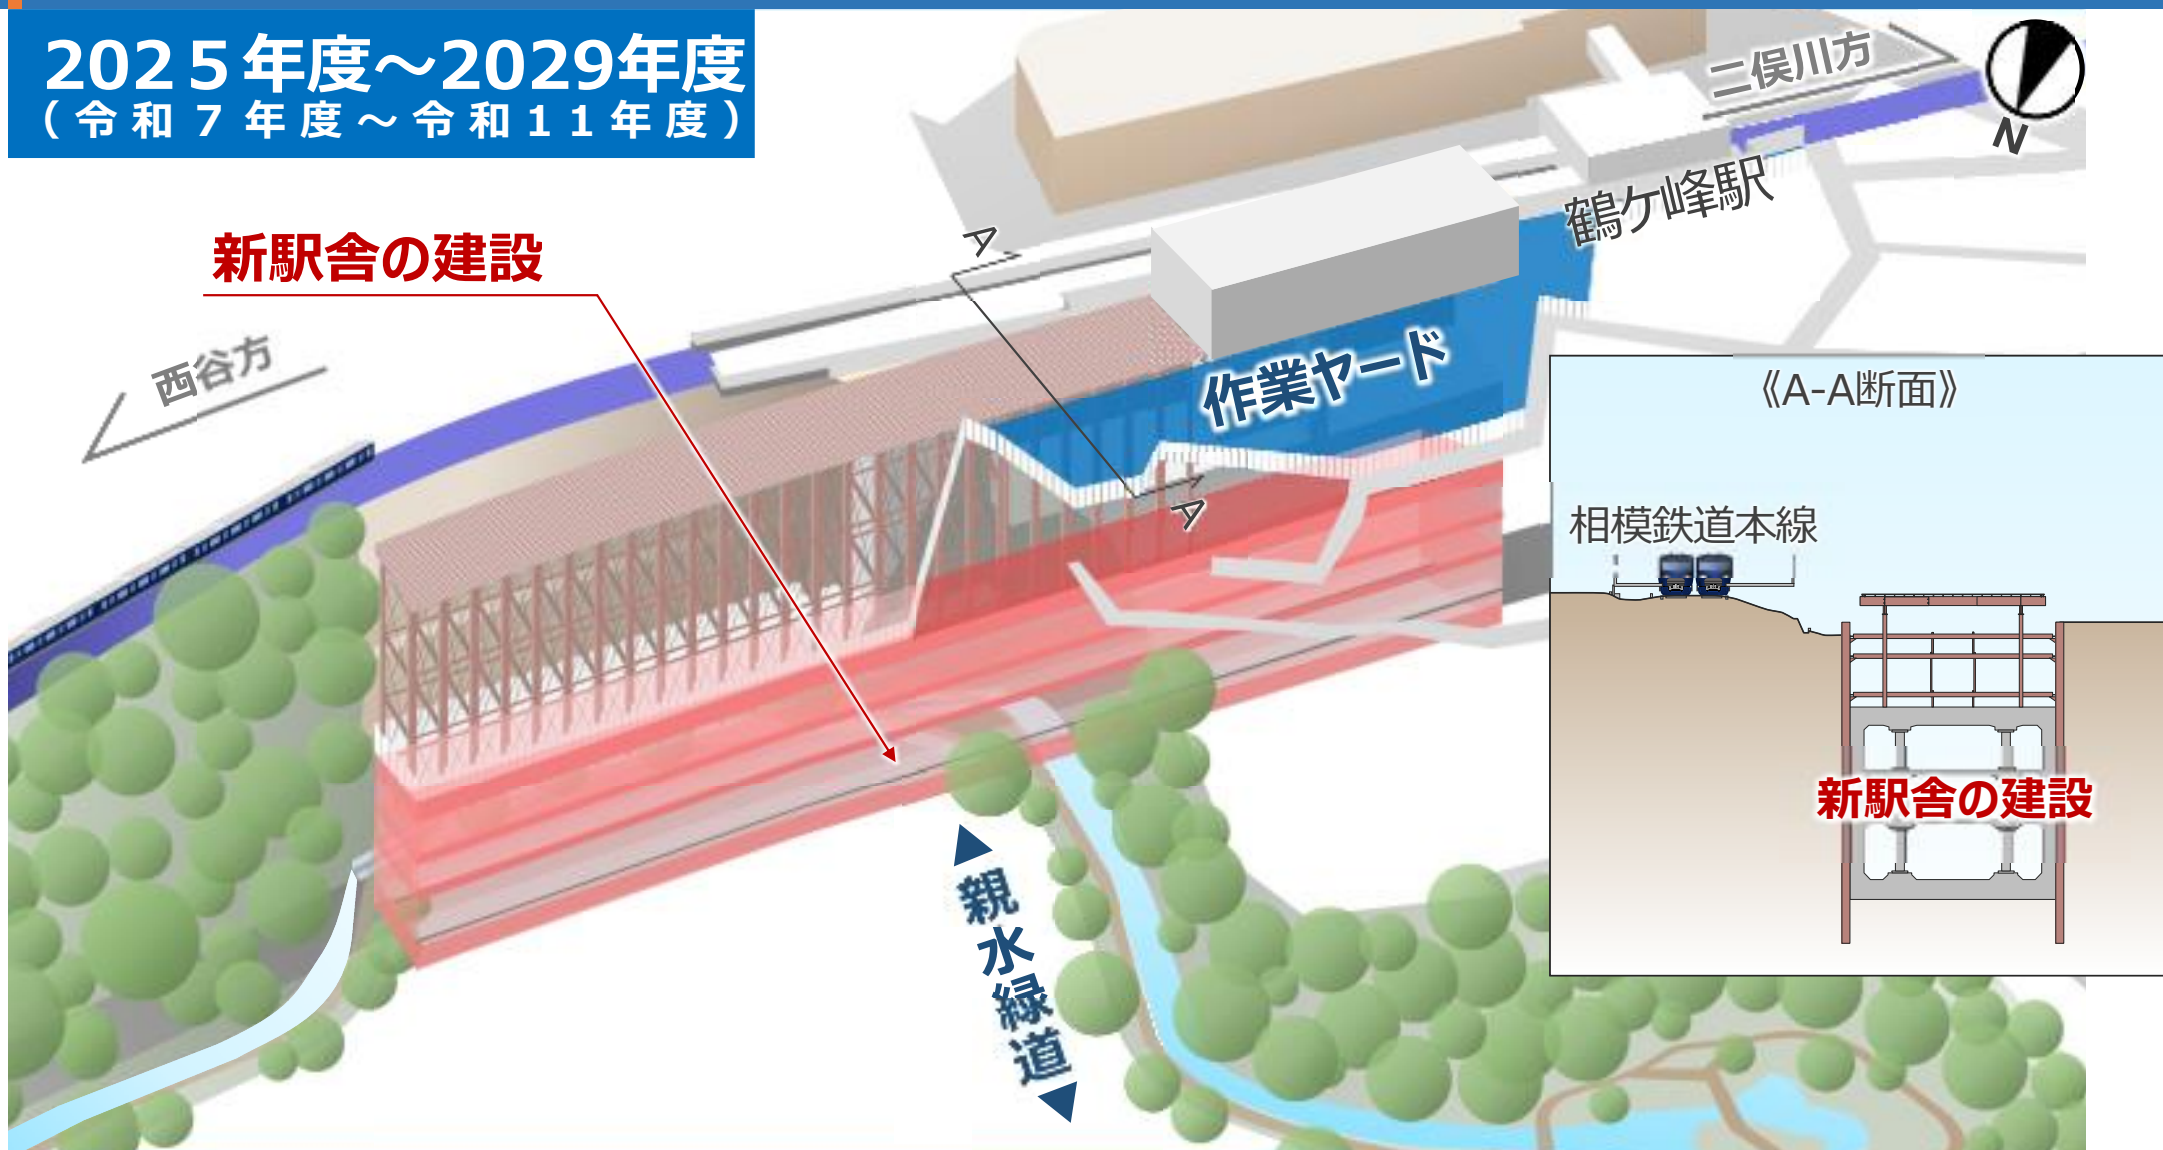 2025年度～2029年度
（令和７年度～令和１１年度）
二俣川方
N
鶴ケ峰駅
新駅舎の建設
A
西谷方
作業ヤード
A
《A-A断面》
相模鉄道本線
新駅舎の建設
▲親水緑道▼